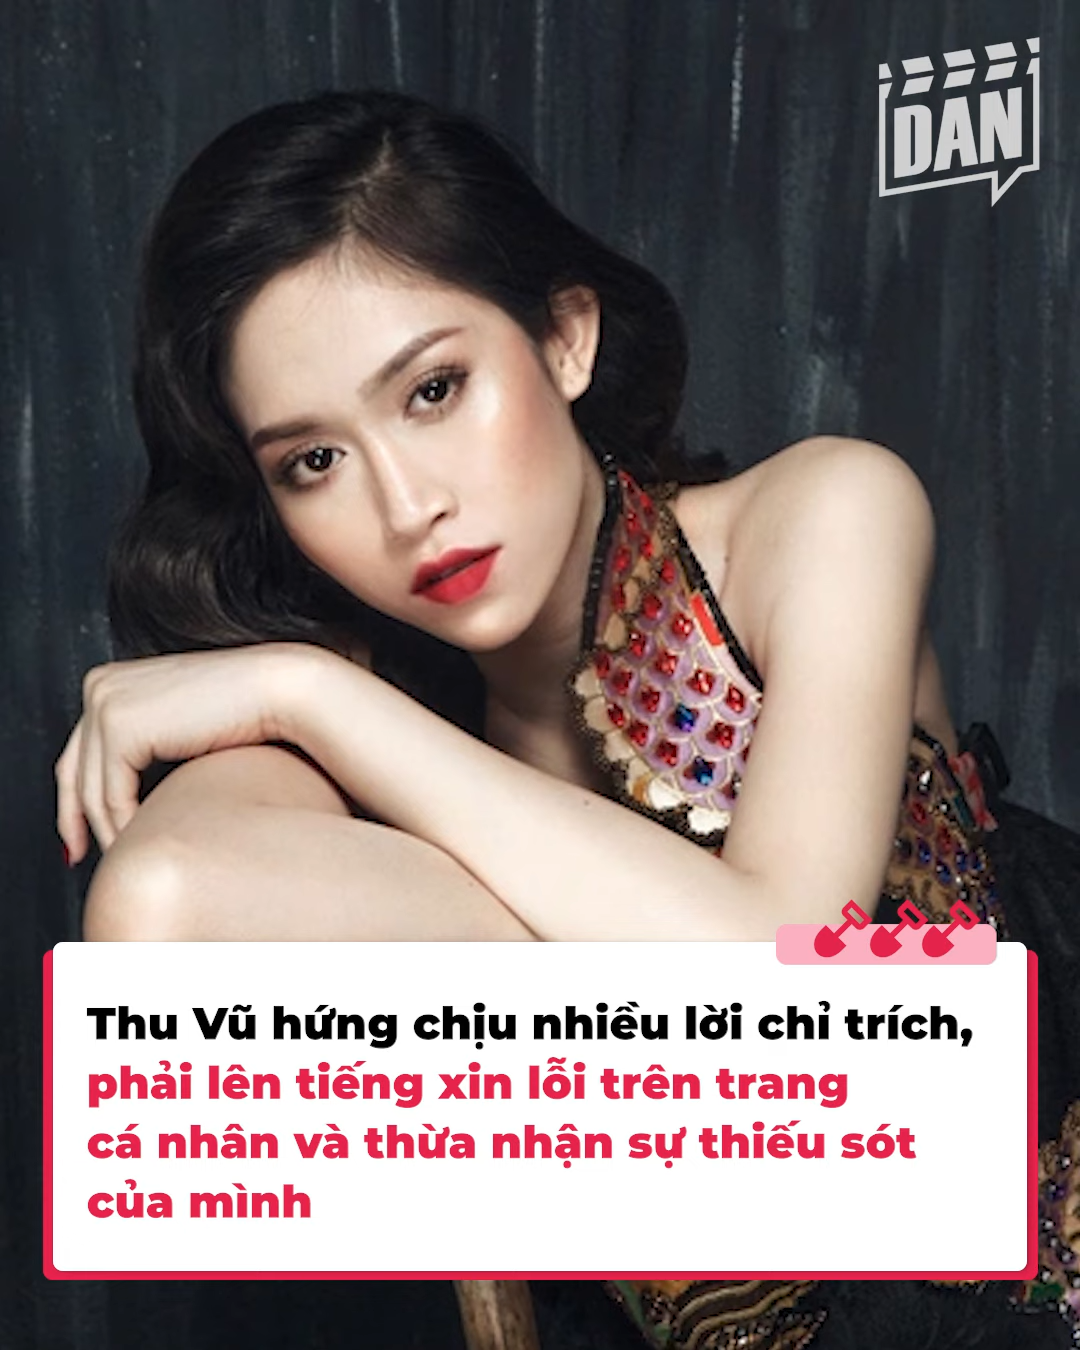 DAN
Thu Vũ hứng chịu nhiều lời chỉ trích,
phải lên tiếng xin lỗi trên trang
cá nhân và thừa nhận sự thiếu sót
của mình